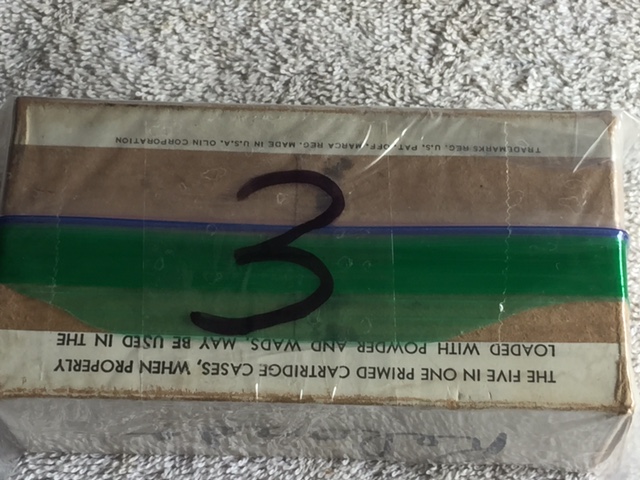 TRADEMARKS REG. U.S. PAT. OFF. MARCA REG. MADE IN U.S.A. OLIN CORPORATION
3
THE FIVE IN ONE PRIMED CARTRIDGE CASES, WHEN PROPERLY
LOADED WITH POWDER AND WADS, MAY BE USED IN THE